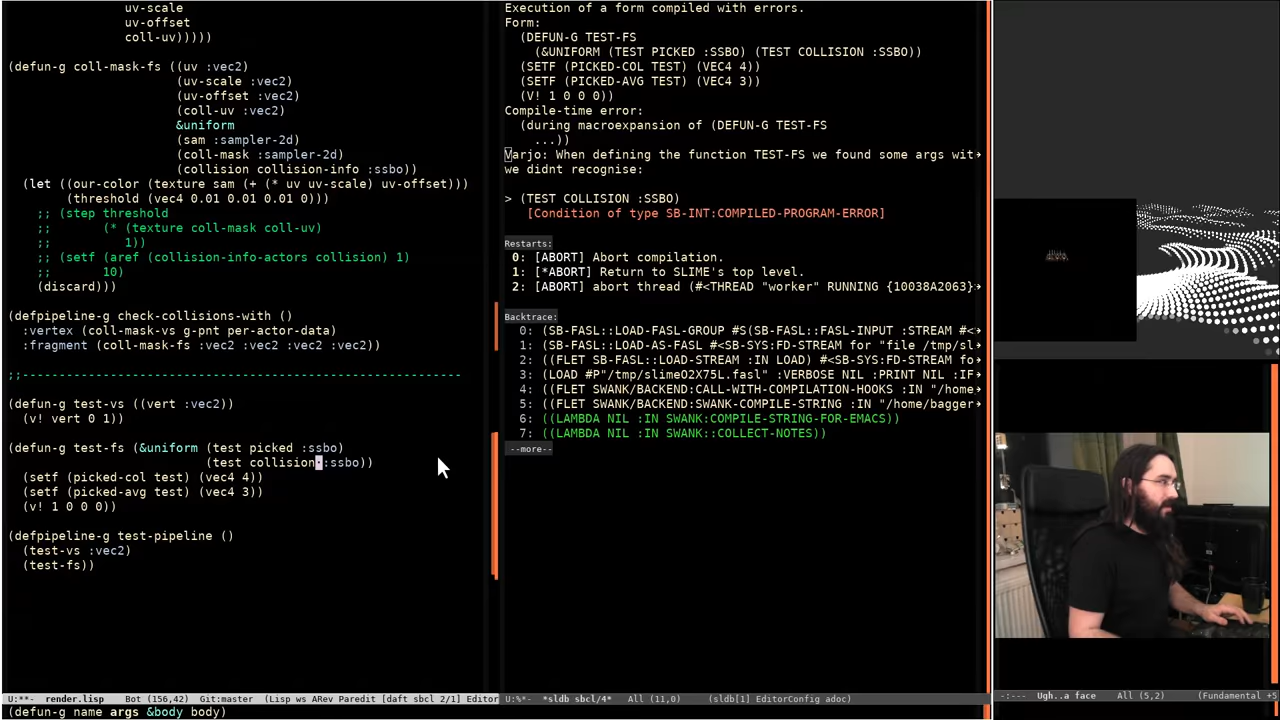 uv-scale
uv-offset
coll-uv)))))
(defun-g coll-mask-fs ((uv :vec2)
(uv-scale :vec2)
(uv-offset :vec2)
(coll-uv :vec2)
&uniform
(sam :sampler-2d)
(coll-mask :sampler-2d)
(collision collision-info :ssbo))
(let ((our-color (texture sam (+ (* uv uv-scale) uv-offset)))
(threshold (vec4 0.01 0.01 0.01 0)))
;; (step threshold
;; (* (texture coll-mask coll-uv)
;; 1))
;; (setf (aref (collision-info-actors collision) 1)
;; 10)
(discard)))
(defpipeline-g check-collisions-with ()
:vertex (coll-mask-vs g-pnt per-actor-data)
:fragment (coll-mask-fs :vec2 :vec2 :vec2 :vec2))
;;------------------------------------------------------------
(defun-g test-vs ((vert :vec2))
(v! vert 0 1))
(defun-g test-fs (&uniform (test picked :ssbo)
(test collision :ssbo))
(setf (picked-col test) (vec4 4))
(setf (picked-avg test) (vec4 3))
(v! 1 0 0 0))
(defpipeline-g test-pipeline ()
(test-vs :vec2)
(test-fs))
U:**- render.lisp Bot (156,42) Git:master (Lisp ws ARev Paredit [daft sbcl 2/1] Editor
(defun-g name args &body body)
Execution of a form compiled with errors.
Form:
(DEFUN-G TEST-FS
(&UNIFORM (TEST PICKED :SSBO) (TEST COLLISION :SSBO))
(SETF (PICKED-COL TEST) (VEC4 4))
(SETF (PICKED-AVG TEST) (VEC4 3))
(V! 1 0 0 0))
Compile-time error:
(during macroexpansion of (DEFUN-G TEST-FS
...))
Varjo: When defining the function TEST-FS we found some args wit
we didnt recognise:
> (TEST COLLISION :SSBO)
[Condition of type SB-INT:COMPILED-PROGRAM-ERROR]
Restarts:
0: [ABORT] Abort compilation.
1: [*ABORT] Return to SLIME's top level.
2: [ABORT] abort thread (#<THREAD "worker" RUNNING {10038A2063}
Backtrace:
0: (SB-FASL::LOAD-FASL-GROUP #S(SB-FASL::FASL-INPUT :STREAM #<
1: (SB-FASL::LOAD-AS-FASL #<SB-SYS:FD-STREAM for "file /tmp/sl
2: ((FLET SB-FASL::LOAD-STREAM :IN LOAD) #<SB-SYS:FD-STREAM fo
3: (LOAD #P"/tmp/slimeO2X75L.fasl" :VERBOSE NIL :PRINT NIL :IF
4: ((FLET SWANK/BACKEND:CALL-WITH-COMPILATION-HOOKS :IN "/home
5: ((FLET SWANK/BACKEND:SWANK-COMPILE-STRING :IN "/home/bagger
6: ((LAMBDA NIL :IN SWANK:COMPILE-STRING-FOR-EMACS))
7: ((LAMBDA NIL :IN SWANK::COLLECT-NOTES))
--more--
U:%*- *sldb sbcl/4* All (11,0) (sldb[1] EditorConfig adoc)
-:--- Ugh..a face All (5,2) (Fundamental +5